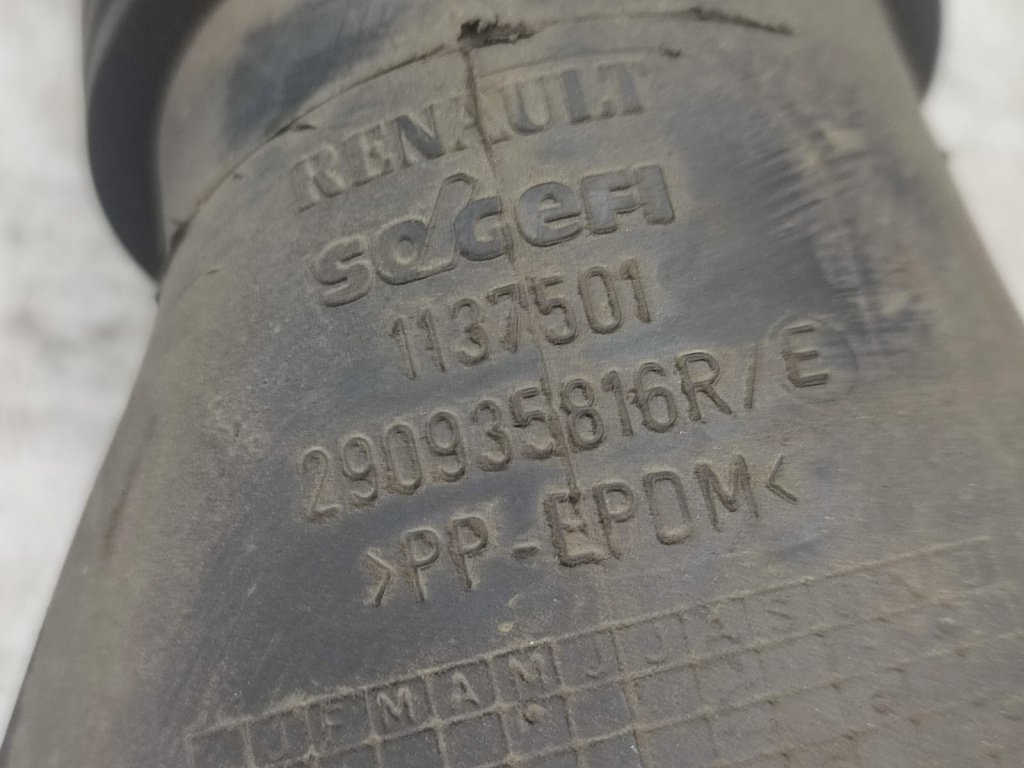 RENAULT
SOGEFI
1137501
290935816R/E
>PP-EPDM<
J F M A M J J A S